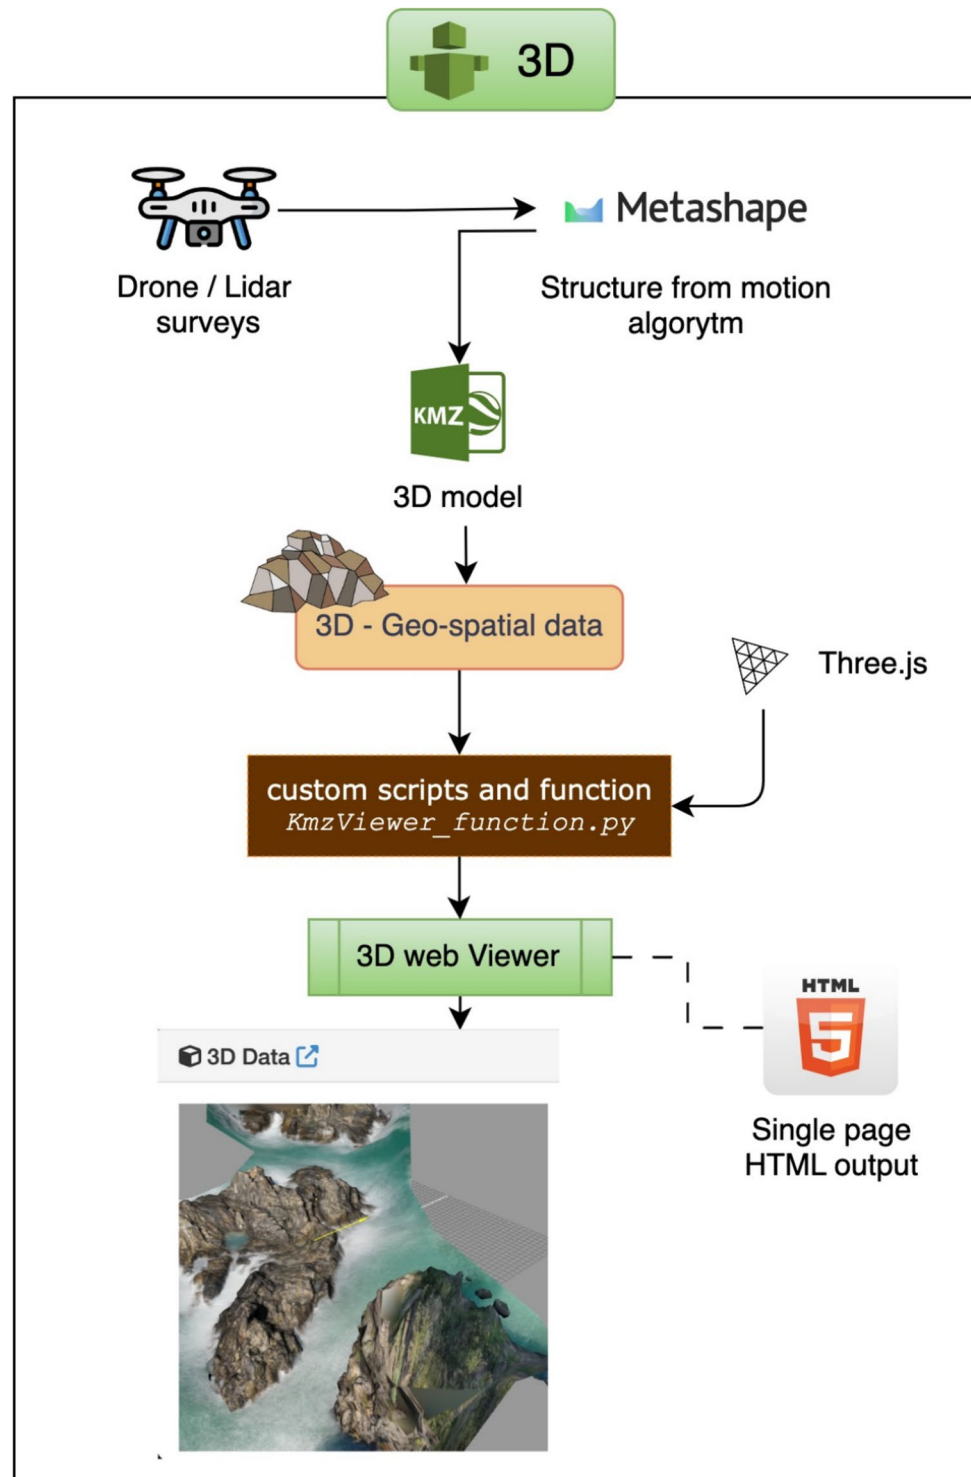 3D
Metashape
Drone / Lidar
surveys
Structure from motion
algorytm
KMZ
3D model
3D - Geo-spatial data
Three.js
custom scripts and function
KmzViewer_function.py
3D web Viewer
HTML
5
Single page
HTML output
3D Data